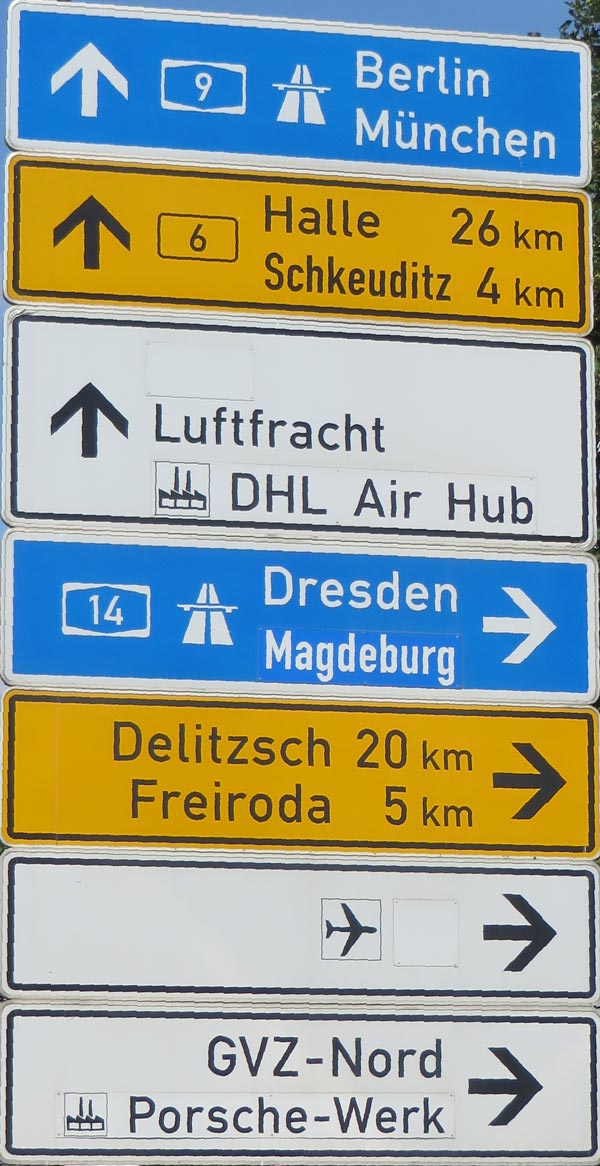 9 Berlin
München
6 Halle 26 km
Schkeuditz 4 km
Luftfracht
DHL Air Hub
14 Dresden
Magdeburg
Delitzsch 20 km
Freiroda 5 km
GVZ-Nord
Porsche-Werk